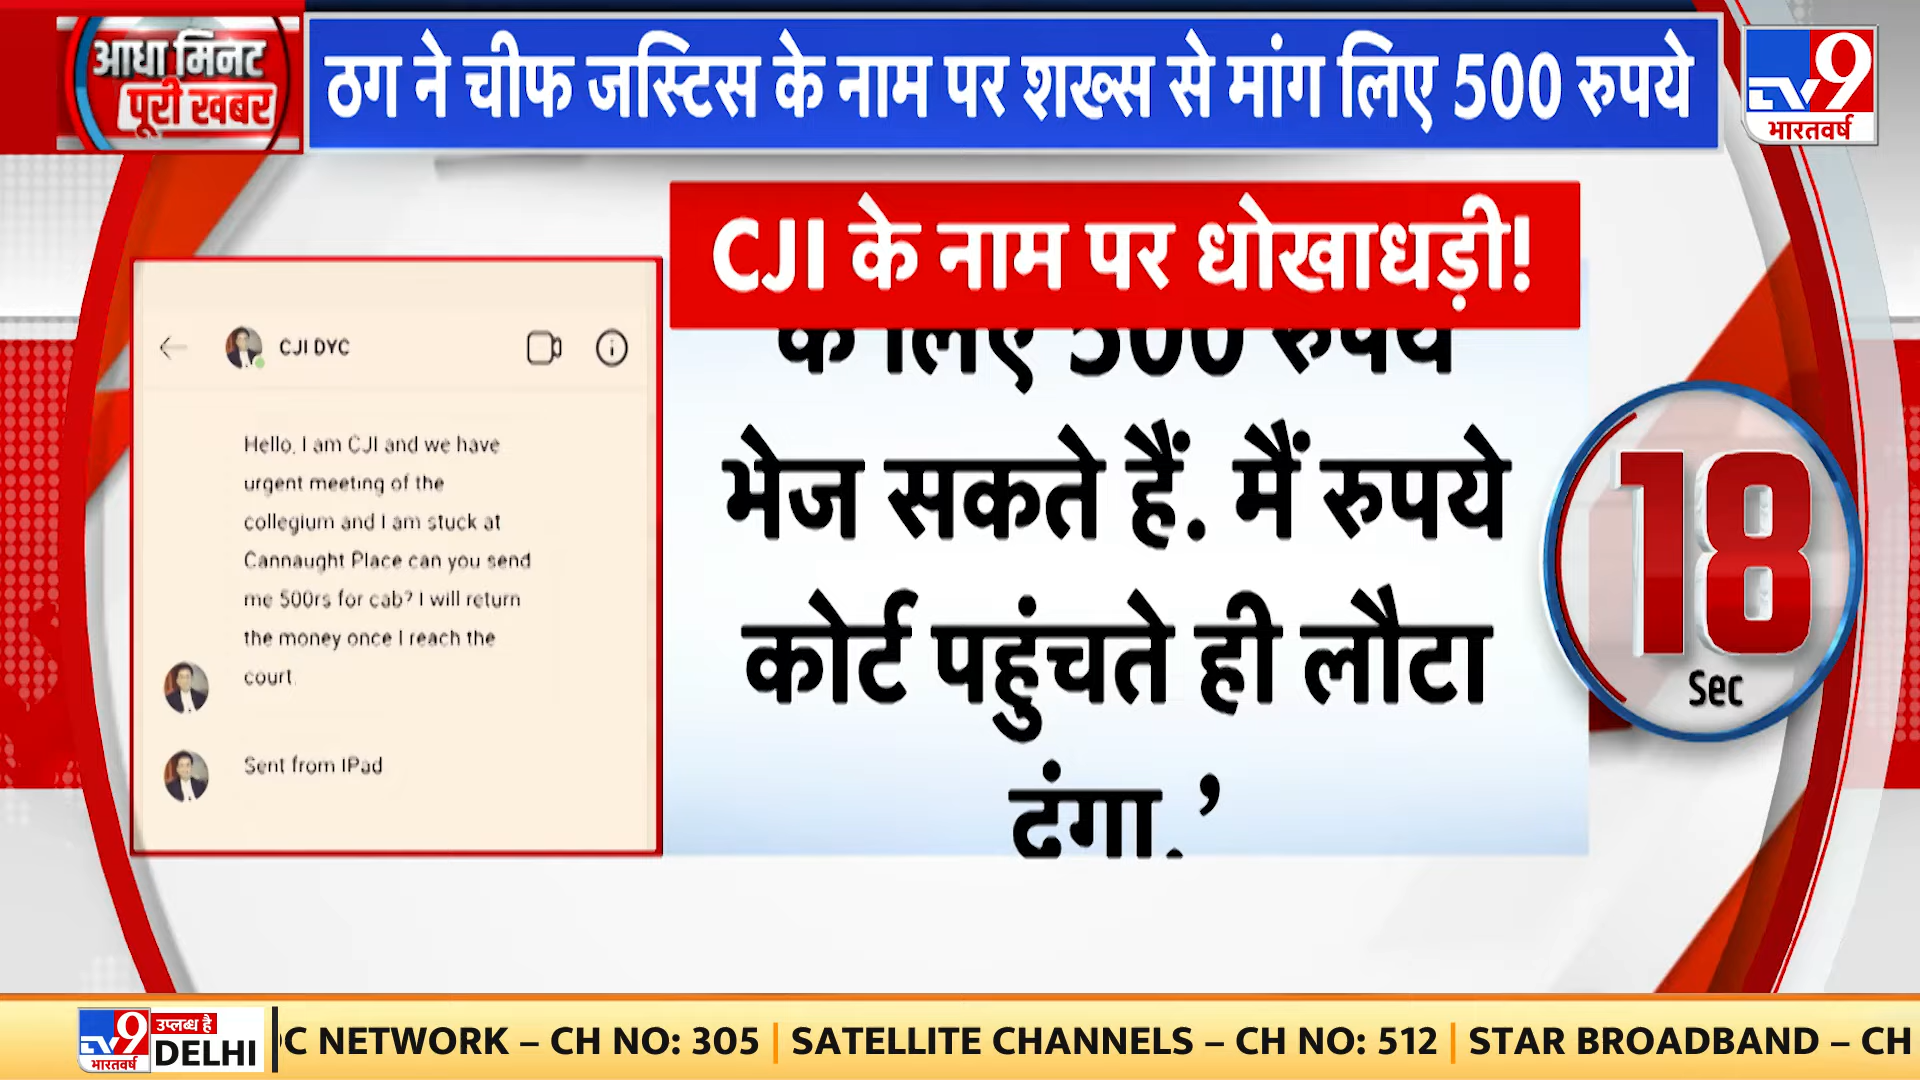 आधा मिनट
पूरी खबर
ठग ने चीफ जस्टिस के नाम पर शख्स से मांग लिए 500 रुपये
TV9
भारतवर्ष
CJI के नाम पर धोखाधड़ी!
CJI DYC
Hello, I am CJI and we have
urgent meeting of the
collegium and I am stuck at
Cannaught Place can you send
me 500rs for cab? I will return
the money once I reach the
court.
Sent from IPad
के लिए 500 रुपये
भेज सकते हैं. मैं रुपये
कोर्ट पहुंचते ही लौटा
दूंगा.’
18
Sec
TV9
भारतवर्ष
उपलब्ध है
DELHI
C NETWORK – CH NO: 305 | SATELLITE CHANNELS – CH NO: 512 | STAR BROADBAND – CH